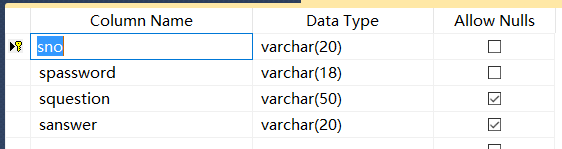 Column Name Data Type Allow Nulls
sno varchar(20)
spassword varchar(18)
squestion varchar(50)
sanswer varchar(20)